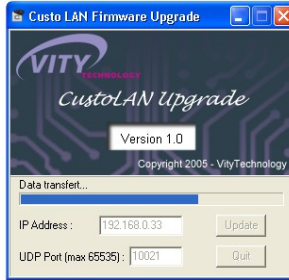 Custo LAN Firmware Upgrade
VITY
TECHNOLOGY
CustoLAN Upgrade
Version 1.0
Copyright 2005 - VityTechnology
Data transfert...
IP Address : 192.168.0.33 Update
UDP Port (max 65535) : 10021 Quit